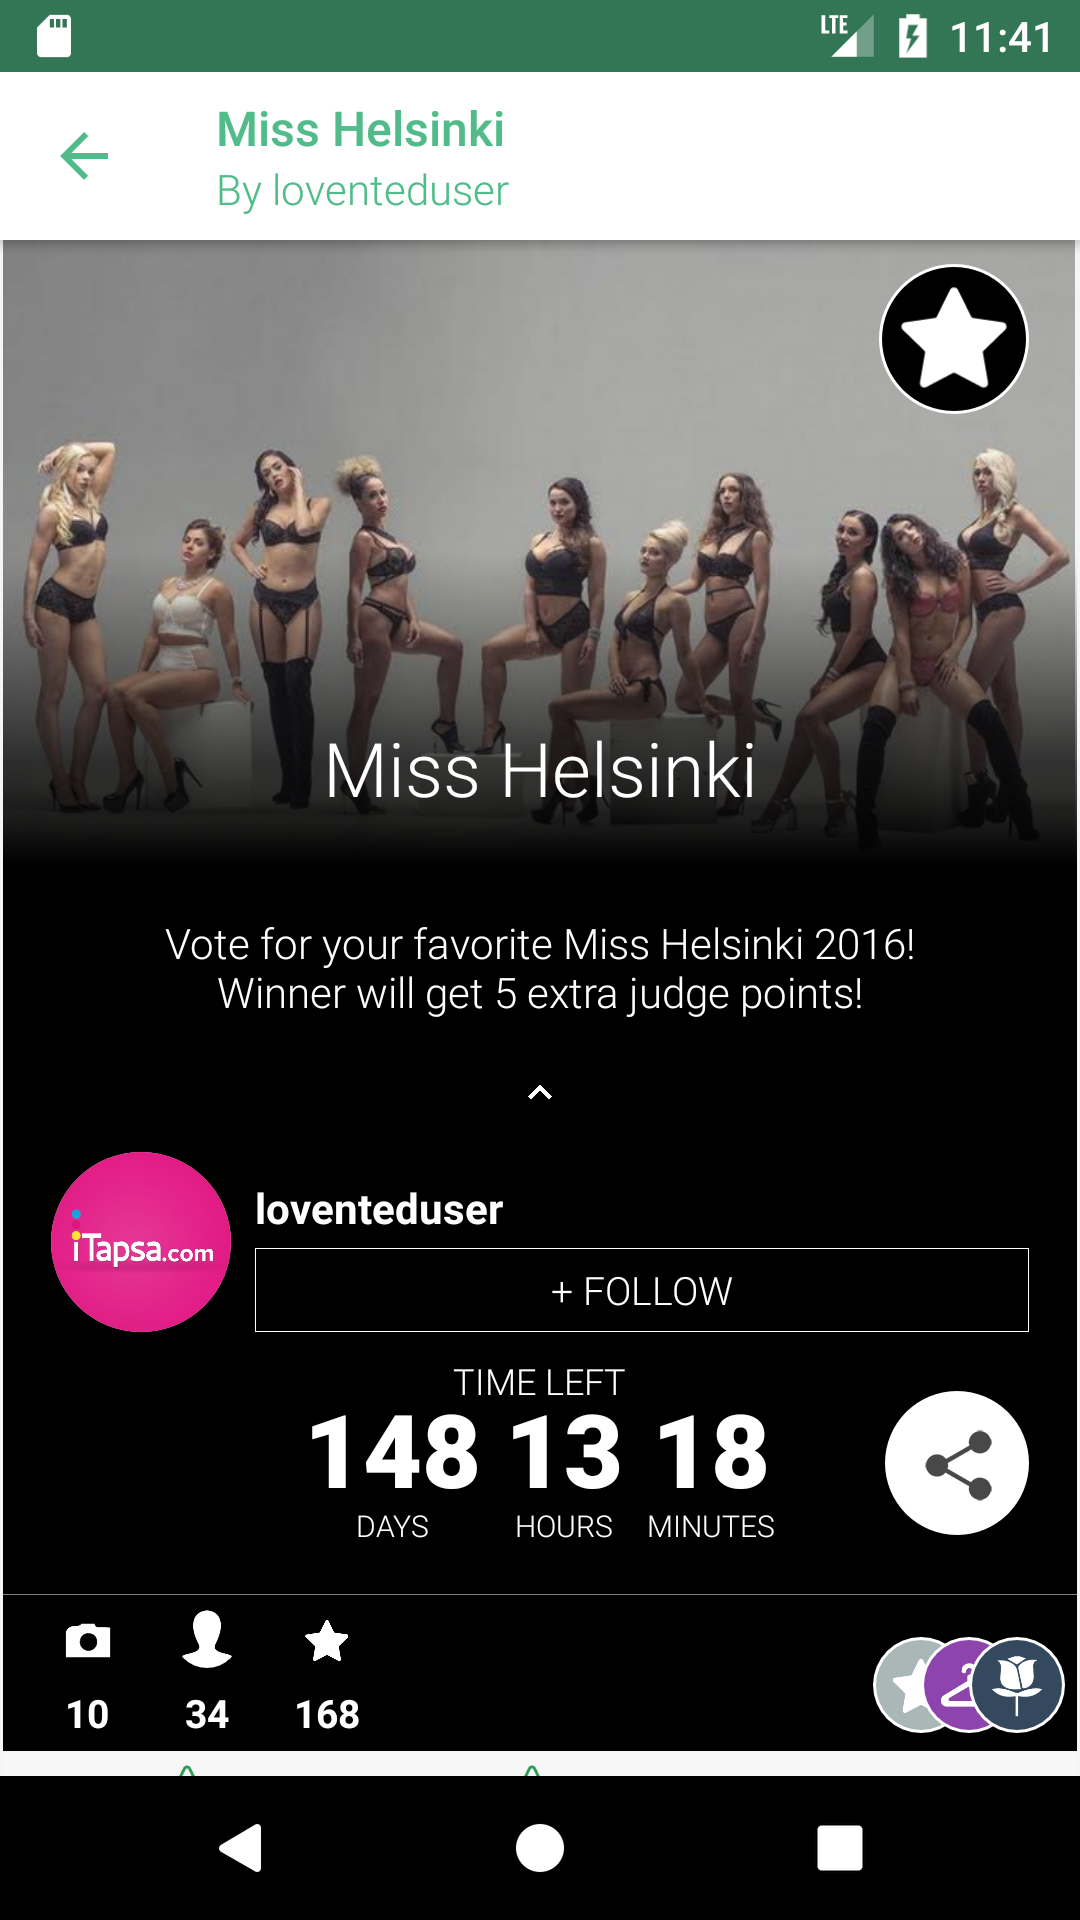 LTE 11:41
Miss Helsinki
By loventeduser
Miss Helsinki
Vote for your favorite Miss Helsinki 2016!
Winner will get 5 extra judge points!
iTapsa.com
loventeduser
+ FOLLOW
TIME LEFT
148 13 18
DAYS HOURS MINUTES
10 34 168